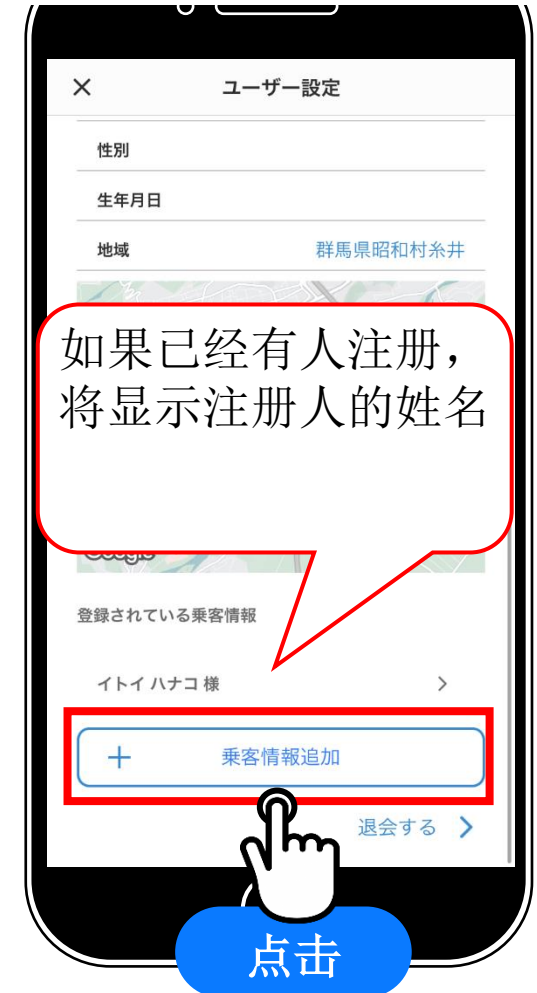 ユーザー設定
性別
生年月日
地域 群馬県昭和村糸井
如果已经有人注册，
将显示注册人的姓名
Google
登録されている乗客情報
イトイ ハナコ 様
乗客情報追加
退会する
点击